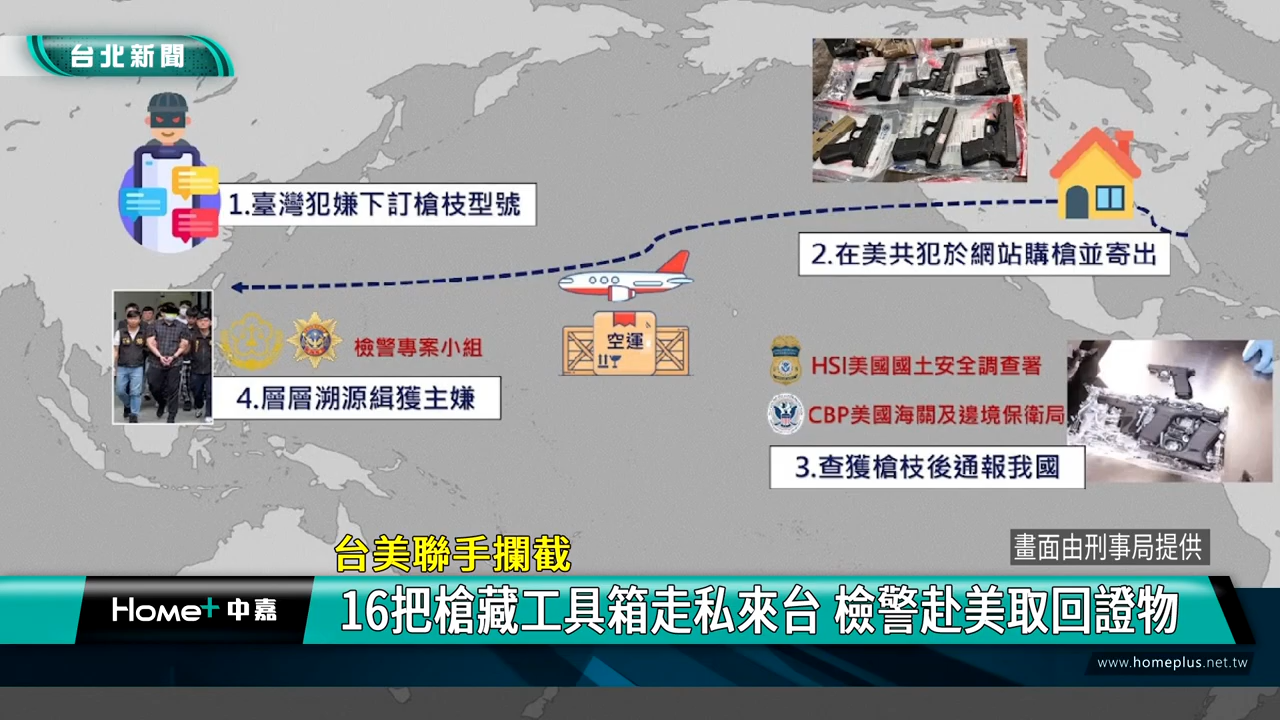 台北新聞
1.臺灣犯嫌下訂槍枝型號
2.在美共犯於網站購槍並寄出
空運
檢警專案小組
4.層層溯源緝獲主嫌
HSI美國國土安全調查署
CBP美國海關及邊境保衛局
3.查獲槍枝後通報我國
畫面由刑事局提供
台美聯手攔截
Home+中嘉
16把槍藏工具箱走私來台 檢警赴美取回證物
www.homeplus.net.tw